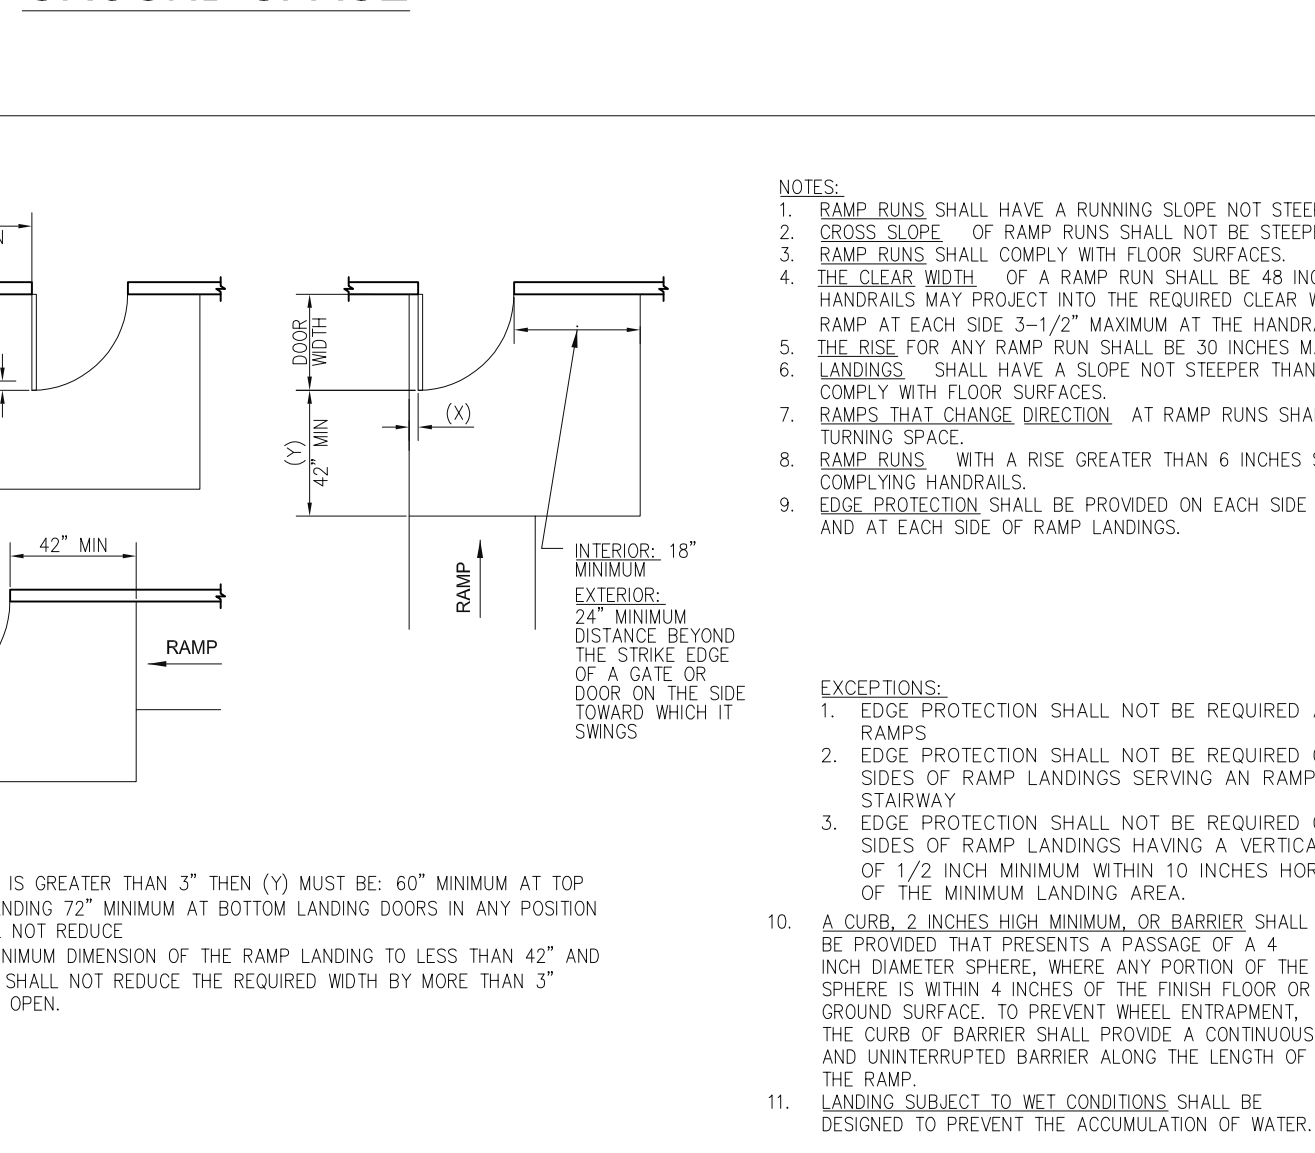 42” MIN
RAMP
DOOR
WIDTH
(X)
(Y)
42” MIN
RAMP
INTERIOR: 18”
MINIMUM
EXTERIOR:
24” MINIMUM
DISTANCE BEYOND
THE STRIKE EDGE
OF A GATE OR
DOOR ON THE SIDE
TOWARD WHICH IT
SWINGS
IS GREATER THAN 3” THEN (Y) MUST BE: 60” MINIMUM AT TOP
72” MINIMUM AT BOTTOM LANDING DOORS IN ANY POSITION
NOT REDUCE
DIMENSION OF THE RAMP LANDING TO LESS THAN 42” AND
SHALL NOT REDUCE THE REQUIRED WIDTH BY MORE THAN 3”
OPEN.
NOTES:
1. RAMP RUNS SHALL HAVE A RUNNING SLOPE NOT
2. CROSS SLOPE OF RAMP RUNS SHALL NOT BE
3. RAMP RUNS SHALL COMPLY WITH FLOOR SURFACES.
4. THE CLEAR WIDTH OF A RAMP RUN SHALL BE 48
HANDRAILS MAY PROJECT INTO THE REQUIRED CLEAR
RAMP AT EACH SIDE 3-1/2” MAXIMUM AT THE
5. THE RISE FOR ANY RAMP RUN SHALL BE 30 INCHES
6. LANDINGS SHALL HAVE A SLOPE NOT STEEPER THAN
COMPLY WITH FLOOR SURFACES.
7. RAMPS THAT CHANGE DIRECTION AT RAMP RUNS
TURNING SPACE.
8. RAMP RUNS WITH A RISE GREATER THAN 6 INCHES
COMPLYING HANDRAILS.
9. EDGE PROTECTION SHALL BE PROVIDED ON EACH SIDE
AND AT EACH SIDE OF RAMP LANDINGS.
EXCEPTIONS:
1. EDGE PROTECTION SHALL NOT BE REQUIRED
RAMPS
2. EDGE PROTECTION SHALL NOT BE REQUIRED
SIDES OF RAMP LANDINGS SERVING AN RAMP
STAIRWAY
3. EDGE PROTECTION SHALL NOT BE REQUIRED
SIDES OF RAMP LANDINGS HAVING A
OF 1/2 INCH MINIMUM WITHIN 10 INCHES
OF THE MINIMUM LANDING AREA.
10. A CURB, 2 INCHES HIGH MINIMUM, OR BARRIER SHALL
BE PROVIDED THAT PRESENTS A PASSAGE OF A 4
INCH DIAMETER SPHERE, WHERE ANY PORTION OF THE
SPHERE IS WITHIN 4 INCHES OF THE FINISH FLOOR OR
GROUND SURFACE. TO PREVENT WHEEL ENTRAPMENT,
THE CURB OF BARRIER SHALL PROVIDE A CONTINUOUS
AND UNINTERRUPTED BARRIER ALONG THE LENGTH OF
THE RAMP.
11. LANDING SUBJECT TO WET CONDITIONS SHALL BE
DESIGNED TO PREVENT THE ACCUMULATION OF WATER.